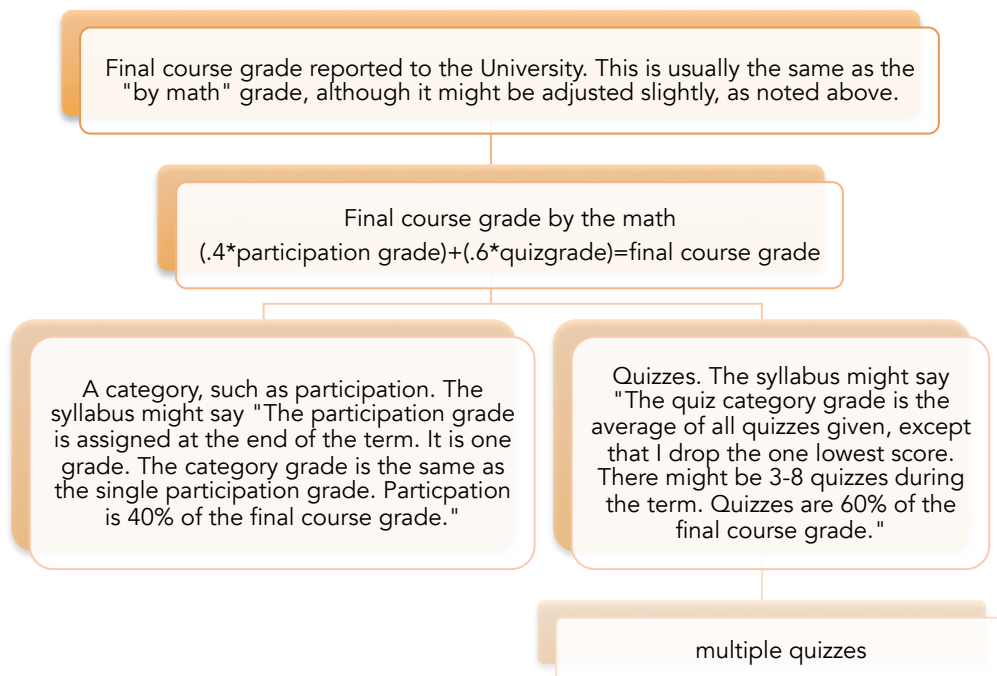 Final course grade reported to the University. This is usually the same as the
"by math" grade, although it might be adjusted slightly, as noted above.
Final course grade by the math
(.4*participation grade)+(.6*quizgrade)=final course grade
A category, such as participation. The
syllabus might say "The participation grade
is assigned at the end of the term. It is one
grade. The category grade is the same as
the single participation grade. Particpation
is 40% of the final course grade."
Quizzes. The syllabus might say
"The quiz category grade is the
average of all quizzes given, except
that I drop the one lowest score.
There might be 3-8 quizzes during
the term. Quizzes are 60% of the
final course grade."
multiple quizzes